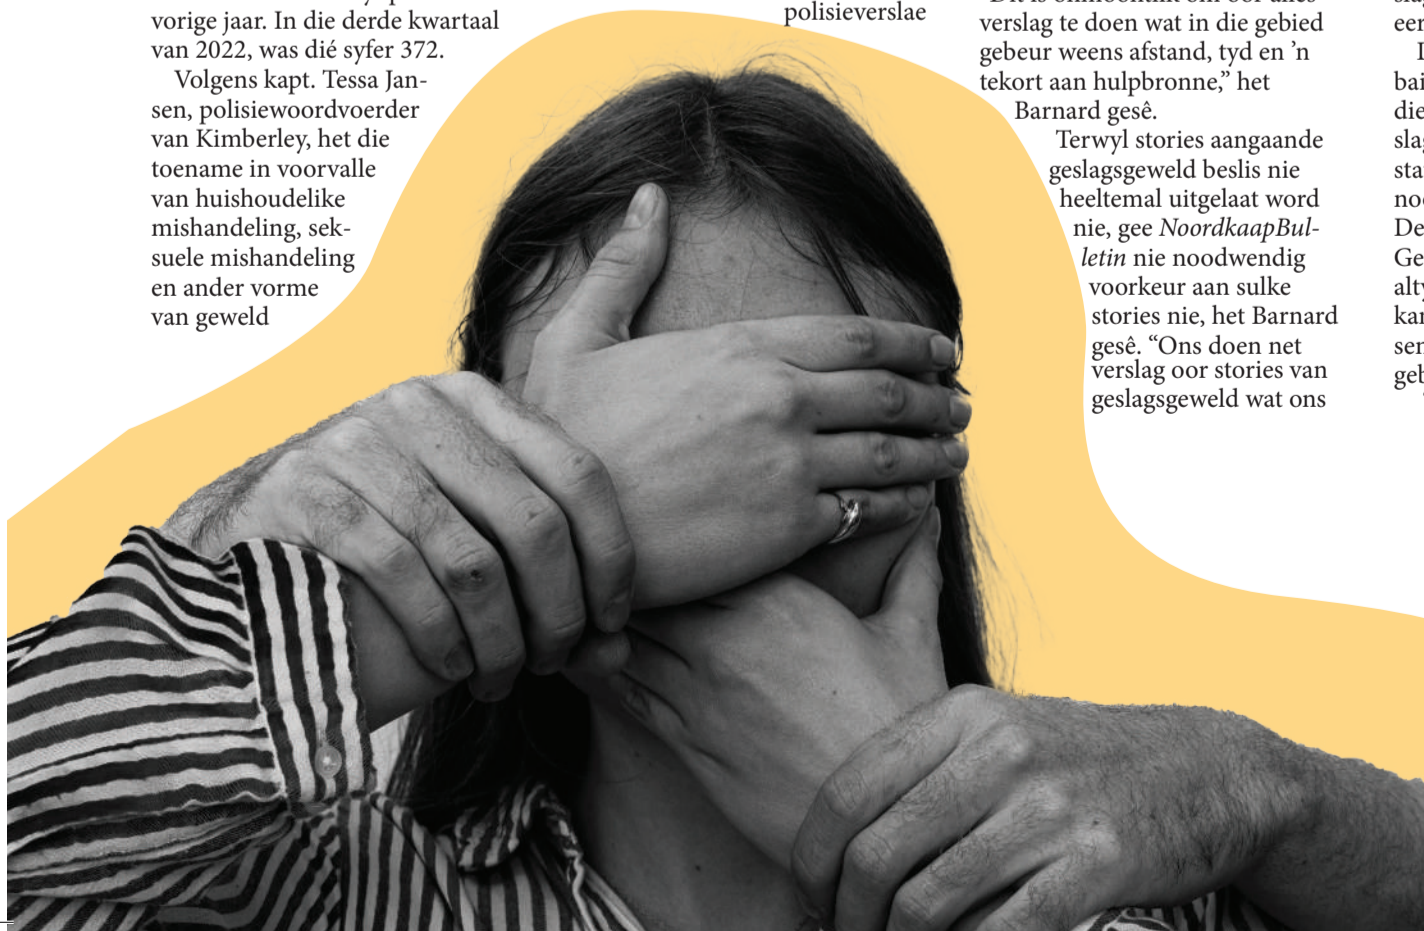 vorige jaar. In die derde kwartaal
van 2022, was dié syfer 372.
Volgens kapt. Tessa Jan-
sen, polisiewoordvoerder
van Kimberley, het die
toename in voorvalle
van huishoudelike
mishandeling, sek-
suele mishandeling
en ander vorme
van geweld
polisieverslae
verslag te doen wat in die gebied
gebeur weens afstand, tyd en ’n
tekort aan hulpbronne,” het
Barnard gesê.
Terwyl stories aangaande
geslagsgeweld beslis nie
heeltemal uitgelaat word
nie, gee NoordkaapBul-
letin nie noodwendig
voorkeur aan sulke
stories nie, het Barnard
gesê. “Ons doen net
verslag oor stories van
geslagsgeweld wat ons